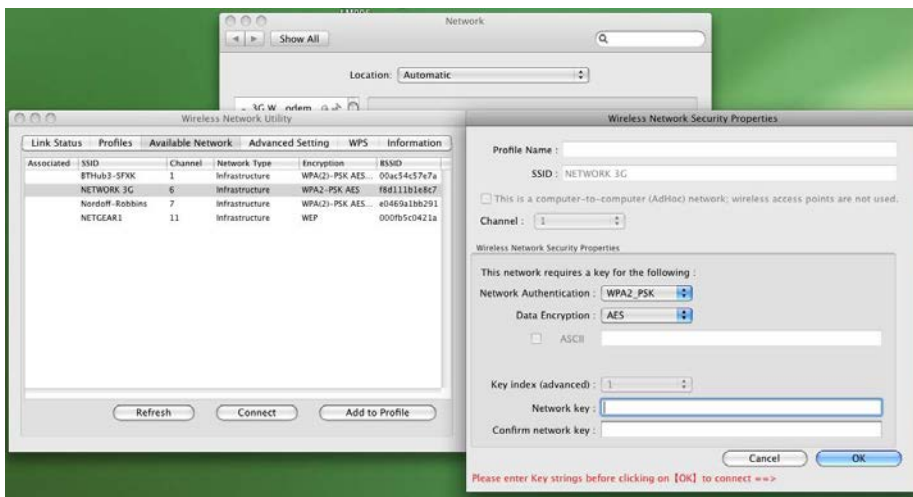 Network
Show All
Location: Automatic
Wireless Network Utility
Link Status Profiles Available Network Advanced Setting WPS Information
Associated SSID Channel Network Type Encryption BSSID
BTHub3-5FXK 1 Infrastructure WPA(2)-PSK AES... 00ac54c57e7a
NETWORK 3G 6 Infrastructure WPA2-PSK AES f8d111b1e8c7
Nordoff-Robbins 7 Infrastructure WPA(2)-PSK AES... e0469a1bb291
NETGEAR1 11 Infrastructure WEP 000fb5c0421a
Refresh Connect Add to Profile
Wireless Network Security Properties
Profile Name :
SSID : NETWORK 3G
This is a computer-to-computer (AdHoc) network; wireless access points are not used.
Channel : 1
Wireless Network Security Properties
This network requires a key for the following :
Network Authentication : WPA2_PSK
Data Encryption : AES
ASCII
Key index (advanced) : 1
Network key :
Confirm network key :
Cancel OK
Please enter Key strings before clicking on【OK】to connect ==>